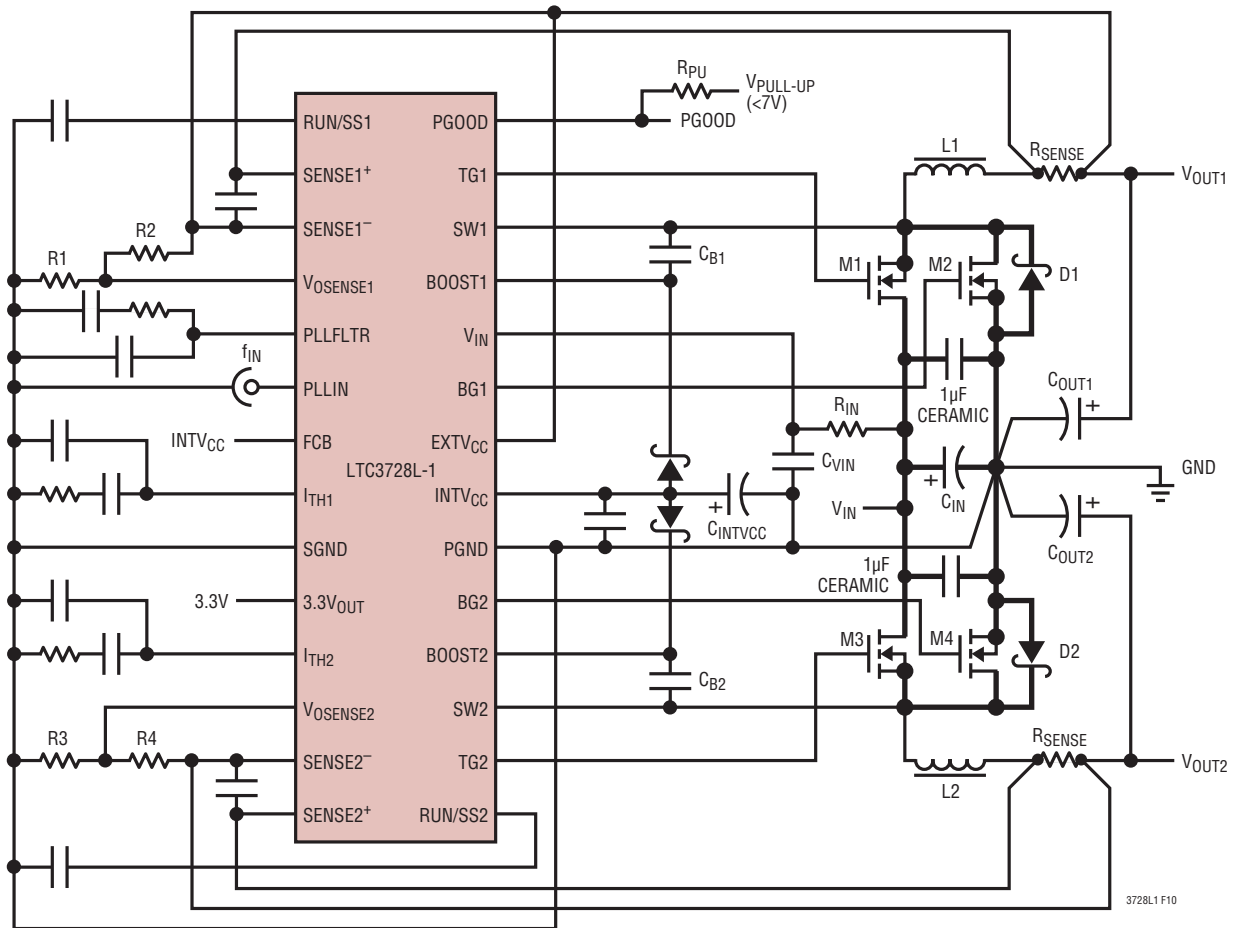 RPU
VPULL-UP
(<7V)
PGOOD
RUN/SS1
PGOOD
L1
RSENSE
VOUT1
SENSE1+
TG1
SENSE1–
SW1
R2
CB1
R1
M1
M2
D1
VOSENSE1
BOOST1
PLLFLTR
VIN
fIN
PLLIN
BG1
1µF
CERAMIC
COUT1
RIN
INTVCC
FCB
EXTVCC
CVIN
LTC3728L-1
GND
ITH1
INTVCC
CIN
VIN
CINTVCC
SGND
PGND
COUT2
1µF
CERAMIC
3.3V
3.3VOUT
BG2
M3
M4
D2
ITH2
BOOST2
CB2
VOSENSE2
SW2
R3
R4
RSENSE
SENSE2–
TG2
VOUT2
L2
SENSE2+
RUN/SS2
3728L1 F10